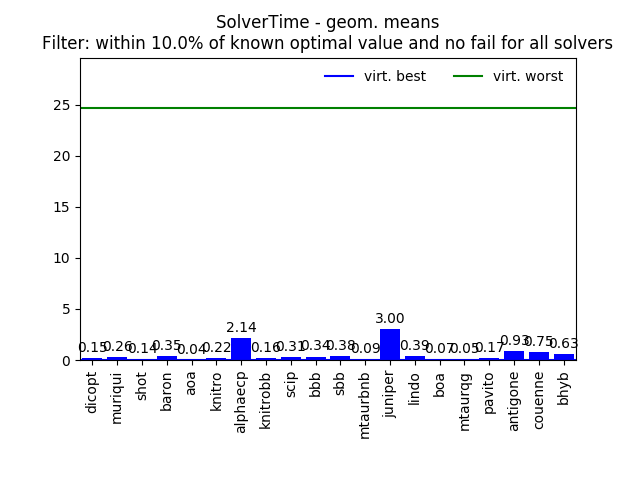 SolverTime - geom. means
Filter: within 10.0% of known optimal value and no fail for all solvers
virt. best virt. worst
25
20
15
10
5
0
0.15 0.26 0.14 0.35 0.04 0.22 2.14 0.16 0.31 0.34 0.38 0.09 3.00 0.39 0.07 0.05 0.17 0.93 0.75 0.63
dicopt
muriqui
shot
baron
aoa
knitro
alphaecp
knitrobb
scip
bbb
sbb
mtaurbnb
juniper
lindo
boa
mtaurqg
pavito
antigone
couenne
bhyb